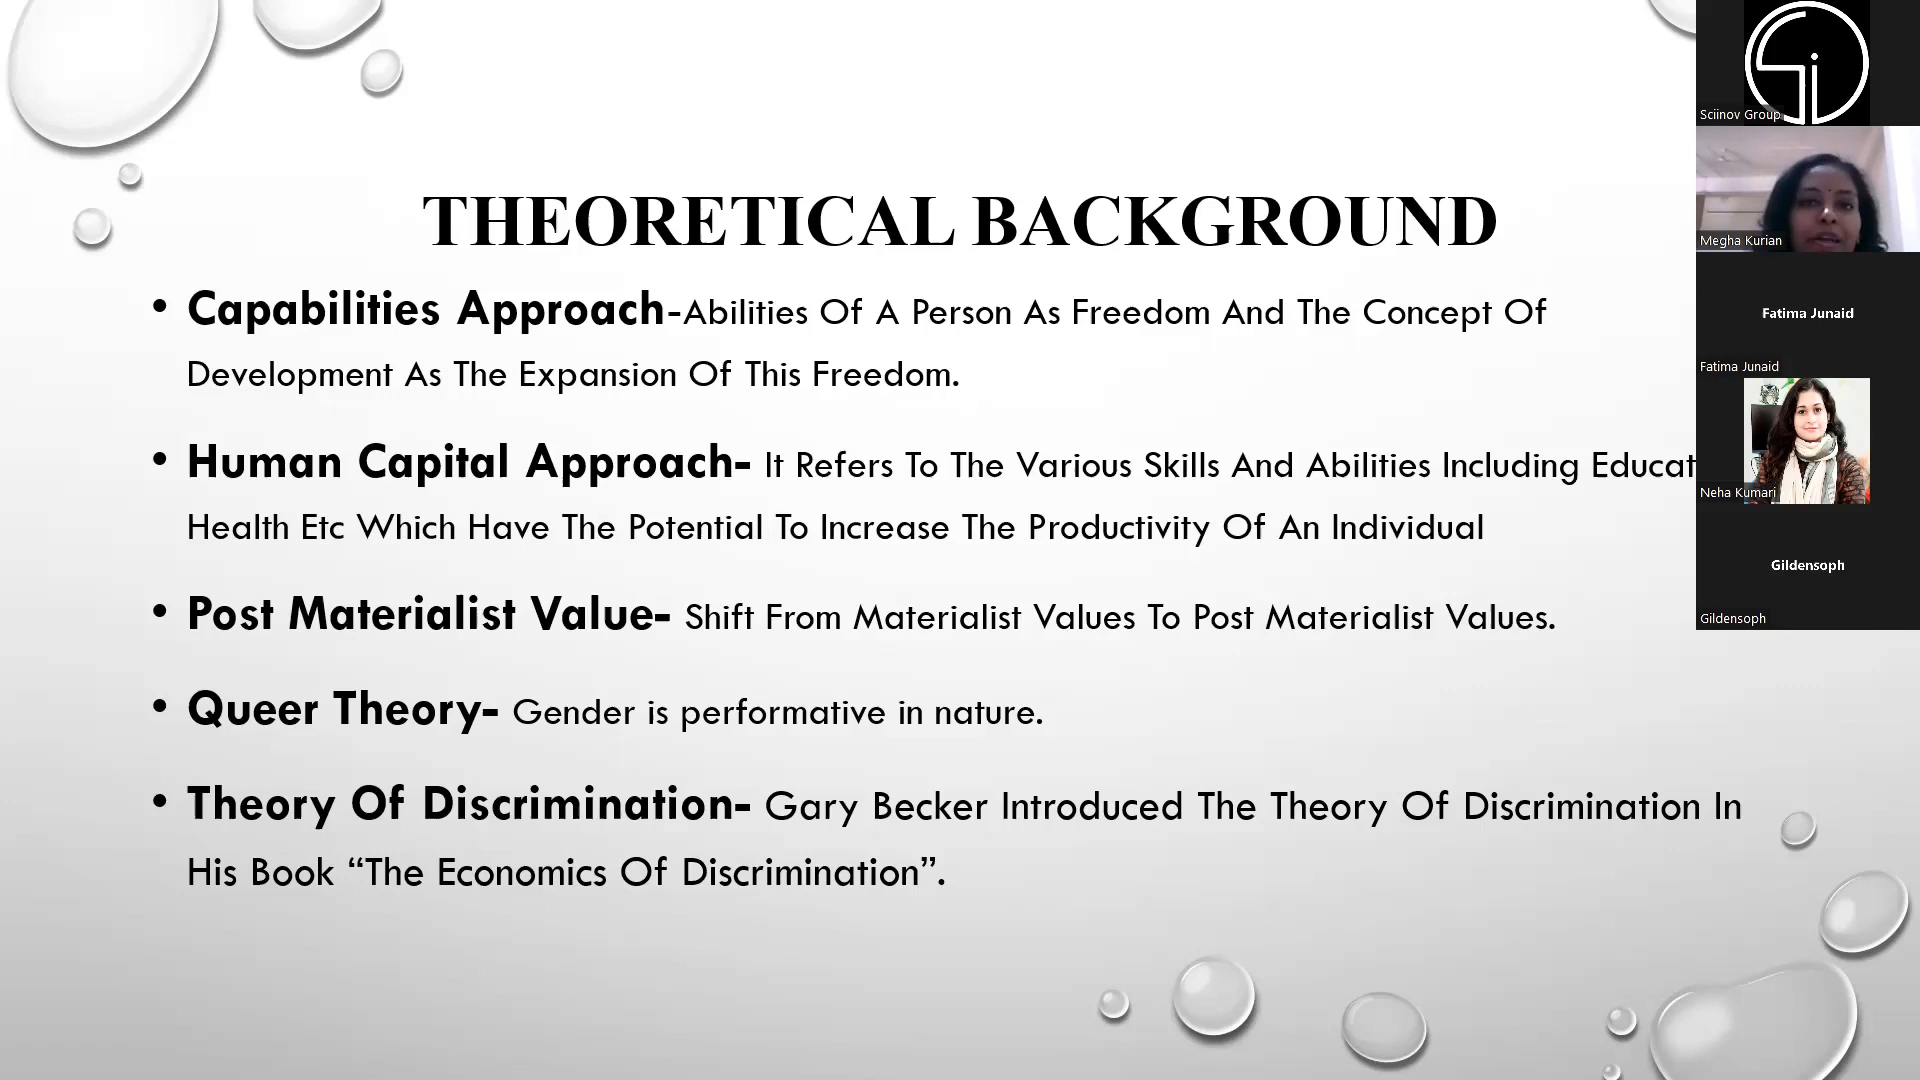 THEORETICAL BACKGROUND
• Capabilities Approach-Abilities Of A Person As Freedom And The Concept Of
Development As The Expansion Of This Freedom.
• Human Capital Approach- It Refers To The Various Skills And Abilities Including Educat
Health Etc Which Have The Potential To Increase The Productivity Of An Individual
• Post Materialist Value- Shift From Materialist Values To Post Materialist Values.
• Queer Theory- Gender is performative in nature.
• Theory Of Discrimination- Gary Becker Introduced The Theory Of Discrimination In
His Book “The Economics Of Discrimination”.
Sciinov Group
Megha Kurian
Fatima Junaid
Fatima Junaid
Neha Kumari
Gildensoph
Gildensoph